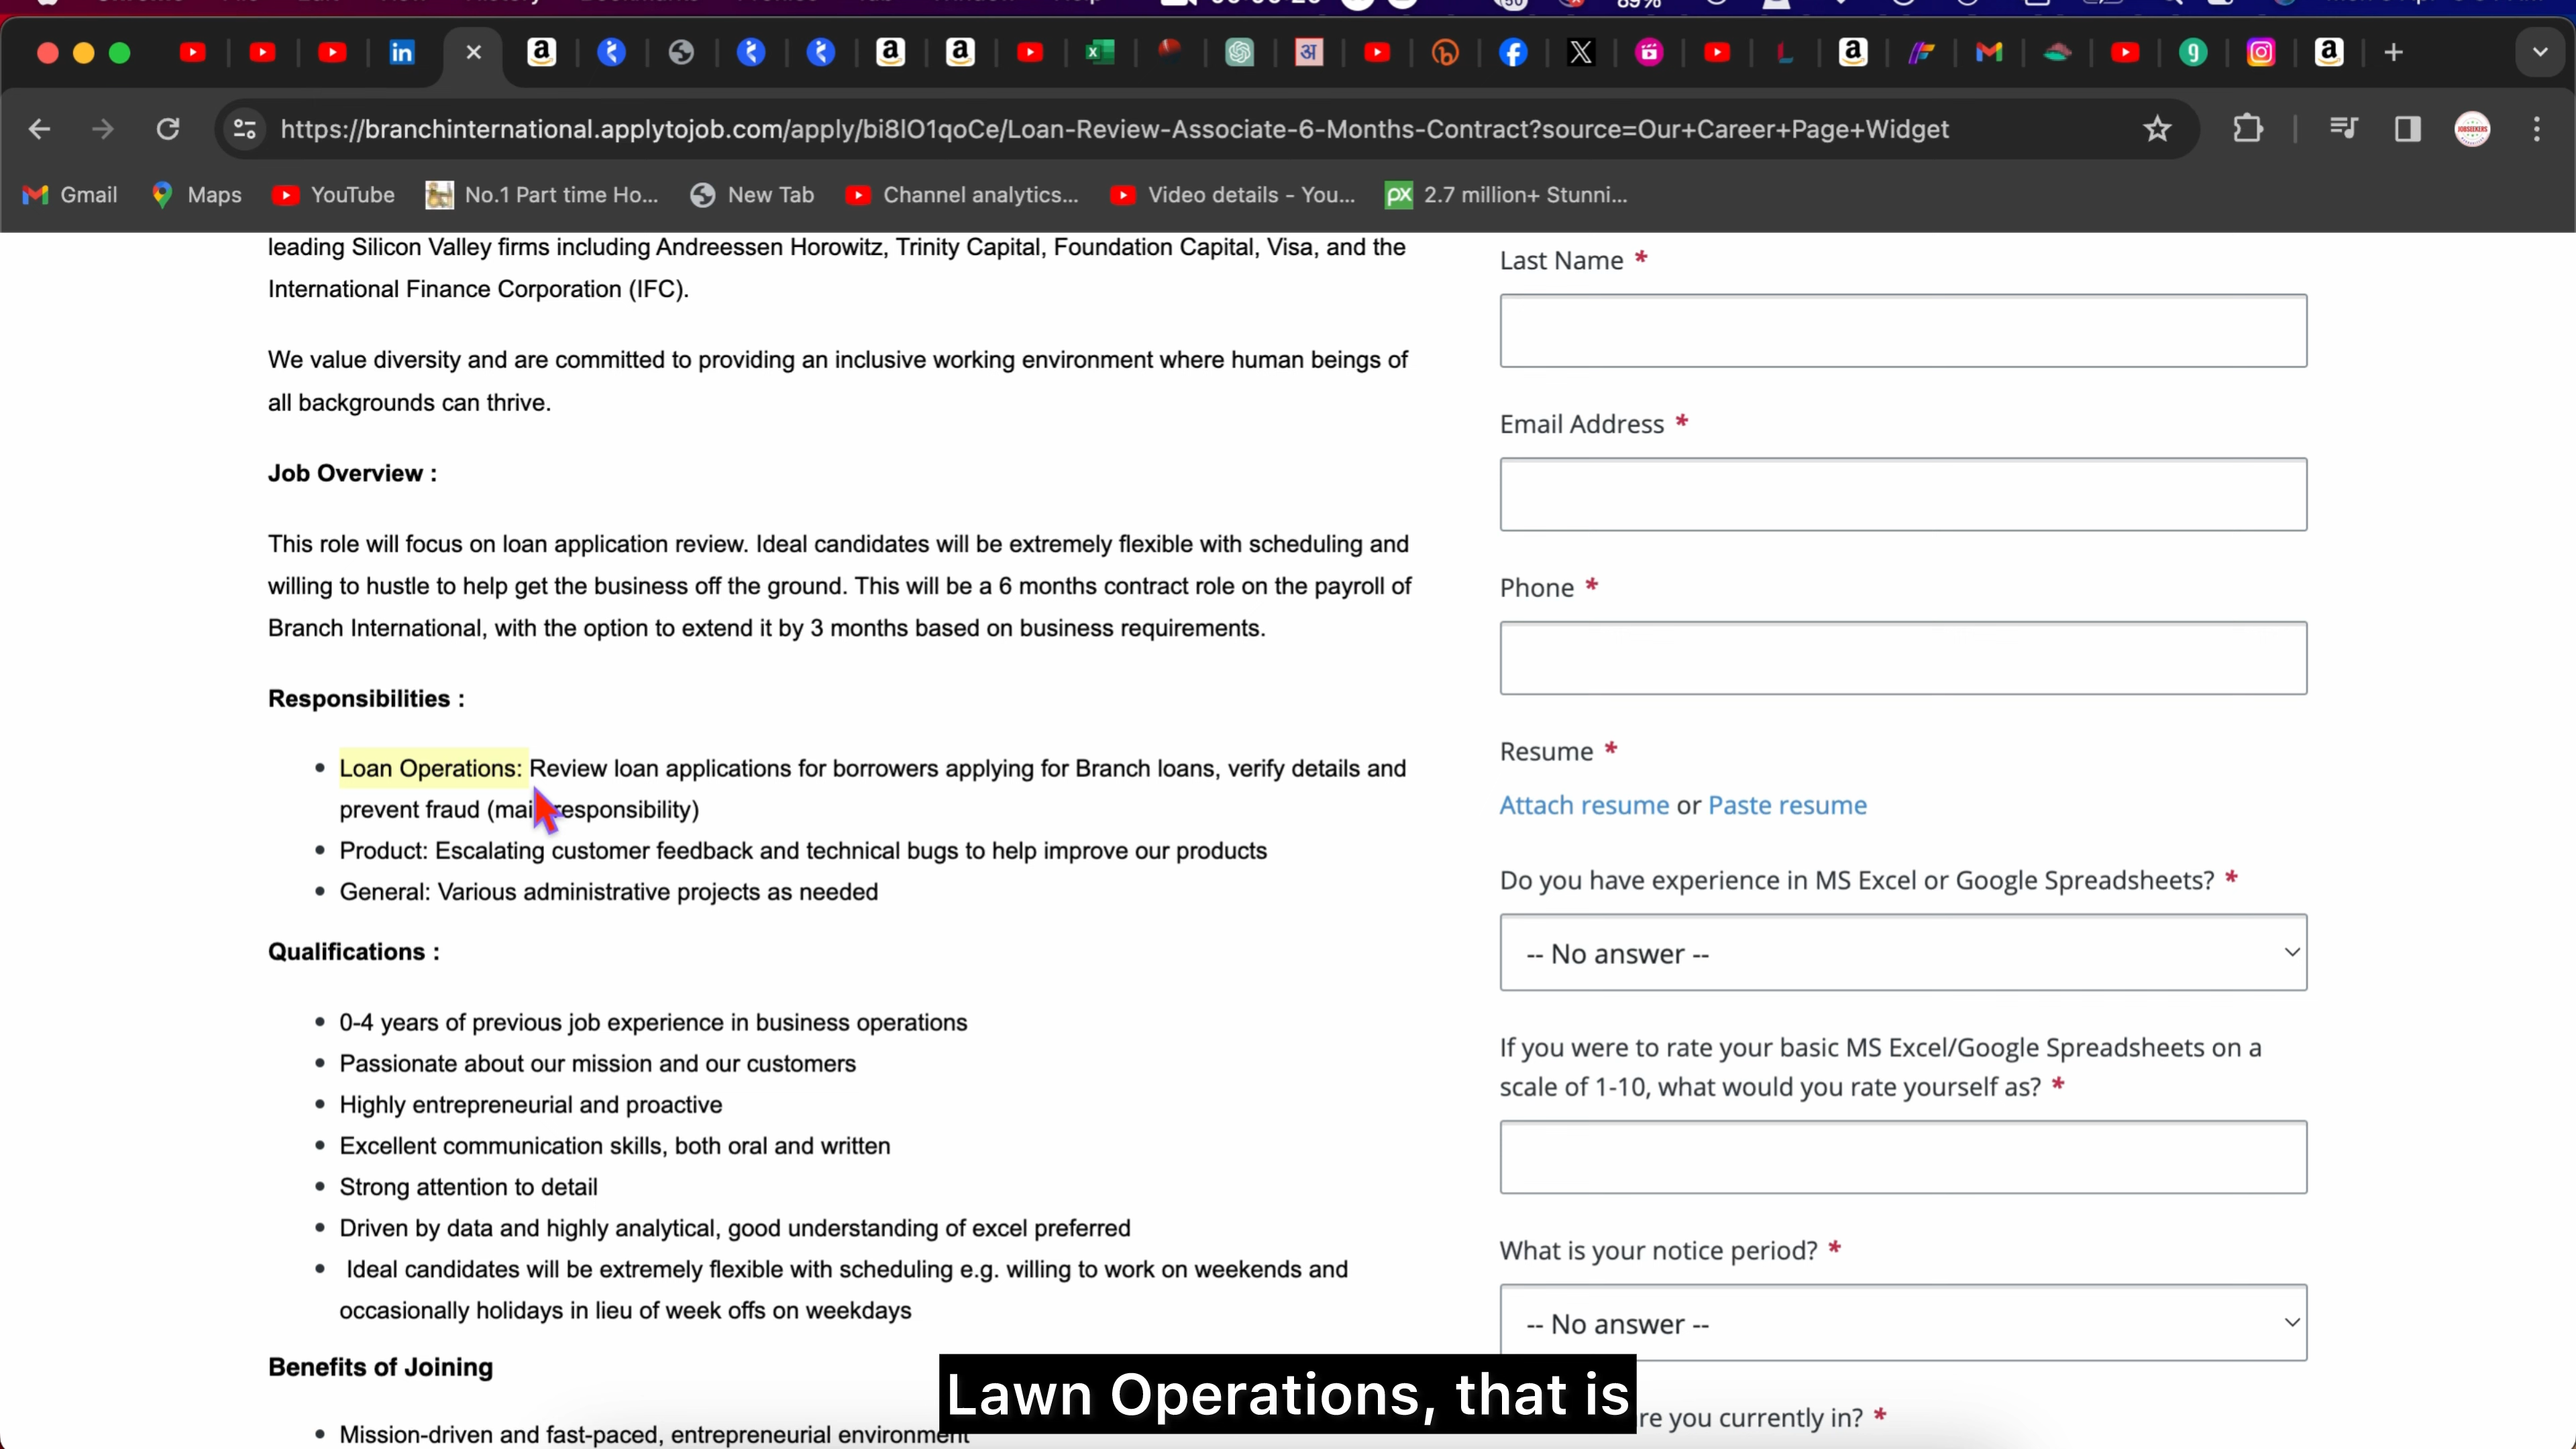 https://branchinternational.applytojob.com/apply/bi8lO1qoCe/Loan-Review-Associate-6-Months-Contract?source=Our+Career+Page+Widget
Gmail Maps YouTube No.1 Part time Ho... New Tab Channel analytics... Video details - You... 2.7 million+ Stunni...
leading Silicon Valley firms including Andreessen Horowitz, Trinity Capital, Foundation Capital, Visa, and the
International Finance Corporation (IFC).
We value diversity and are committed to providing an inclusive working environment where human beings of
all backgrounds can thrive.
Job Overview :
This role will focus on loan application review. Ideal candidates will be extremely flexible with scheduling and
willing to hustle to help get the business off the ground. This will be a 6 months contract role on the payroll of
Branch International, with the option to extend it by 3 months based on business requirements.
Responsibilities :
Loan Operations: Review loan applications for borrowers applying for Branch loans, verify details and
prevent fraud (mai responsibility)
Product: Escalating customer feedback and technical bugs to help improve our products
General: Various administrative projects as needed
Qualifications :
0-4 years of previous job experience in business operations
Passionate about our mission and our customers
Highly entrepreneurial and proactive
Excellent communication skills, both oral and written
Strong attention to detail
Driven by data and highly analytical, good understanding of excel preferred
Ideal candidates will be extremely flexible with scheduling e.g. willing to work on weekends and
occasionally holidays in lieu of week offs on weekdays
Benefits of Joining
Mission-driven and fast-paced, entrepreneurial environment
Last Name *
Email Address *
Phone *
Resume *
Attach resume or Paste resume
Do you have experience in MS Excel or Google Spreadsheets? *
-- No answer --
If you were to rate your basic MS Excel/Google Spreadsheets on a
scale of 1-10, what would you rate yourself as? *
What is your notice period? *
-- No answer --
re you currently in? *
Lawn Operations, that is